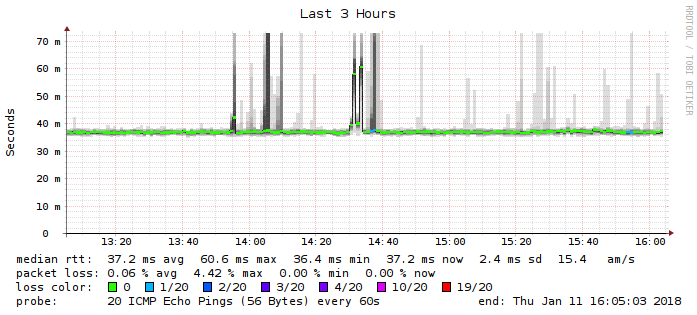 Last 3 Hours
RRDTOOL / TOBI OETIKER
Seconds
70 m
60 m
50 m
40 m
30 m
20 m
10 m
0
13:20 13:40 14:00 14:20 14:40 15:00 15:20 15:40 16:00
median rtt: 37.2 ms avg 60.6 ms max 36.4 ms min 37.2 ms now 2.4 ms sd 15.4 am/s
packet loss: 0.06 % avg 4.42 % max 0.00 % min 0.00 % now
loss color: 0 1/20 2/20 3/20 4/20 10/20 19/20
probe: 20 ICMP Echo Pings (56 Bytes) every 60s end: Thu Jan 11 16:05:03 2018